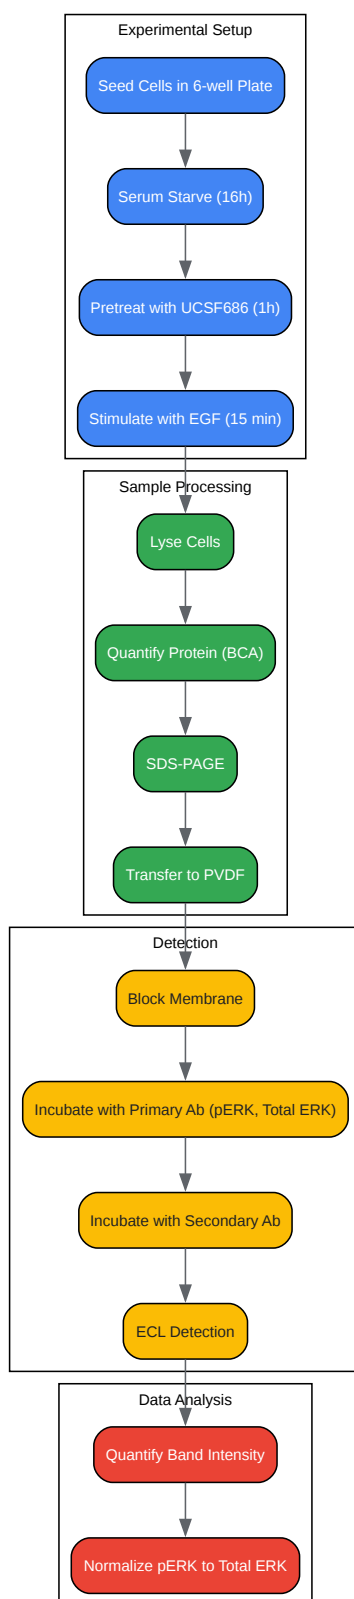 Experimental Setup
Seed Cells in 6-well Plate
Serum Starve (16h)
Pretreat with UCSF686 (1h)
Stimulate with EGF (15 min)
Sample Processing
Lyse Cells
Quantify Protein (BCA)
SDS-PAGE
Transfer to PVDF
Detection
Block Membrane
Incubate with Primary Ab (pERK, Total ERK)
Incubate with Secondary Ab
ECL Detection
Data Analysis
Quantify Band Intensity
Normalize pERK to Total ERK